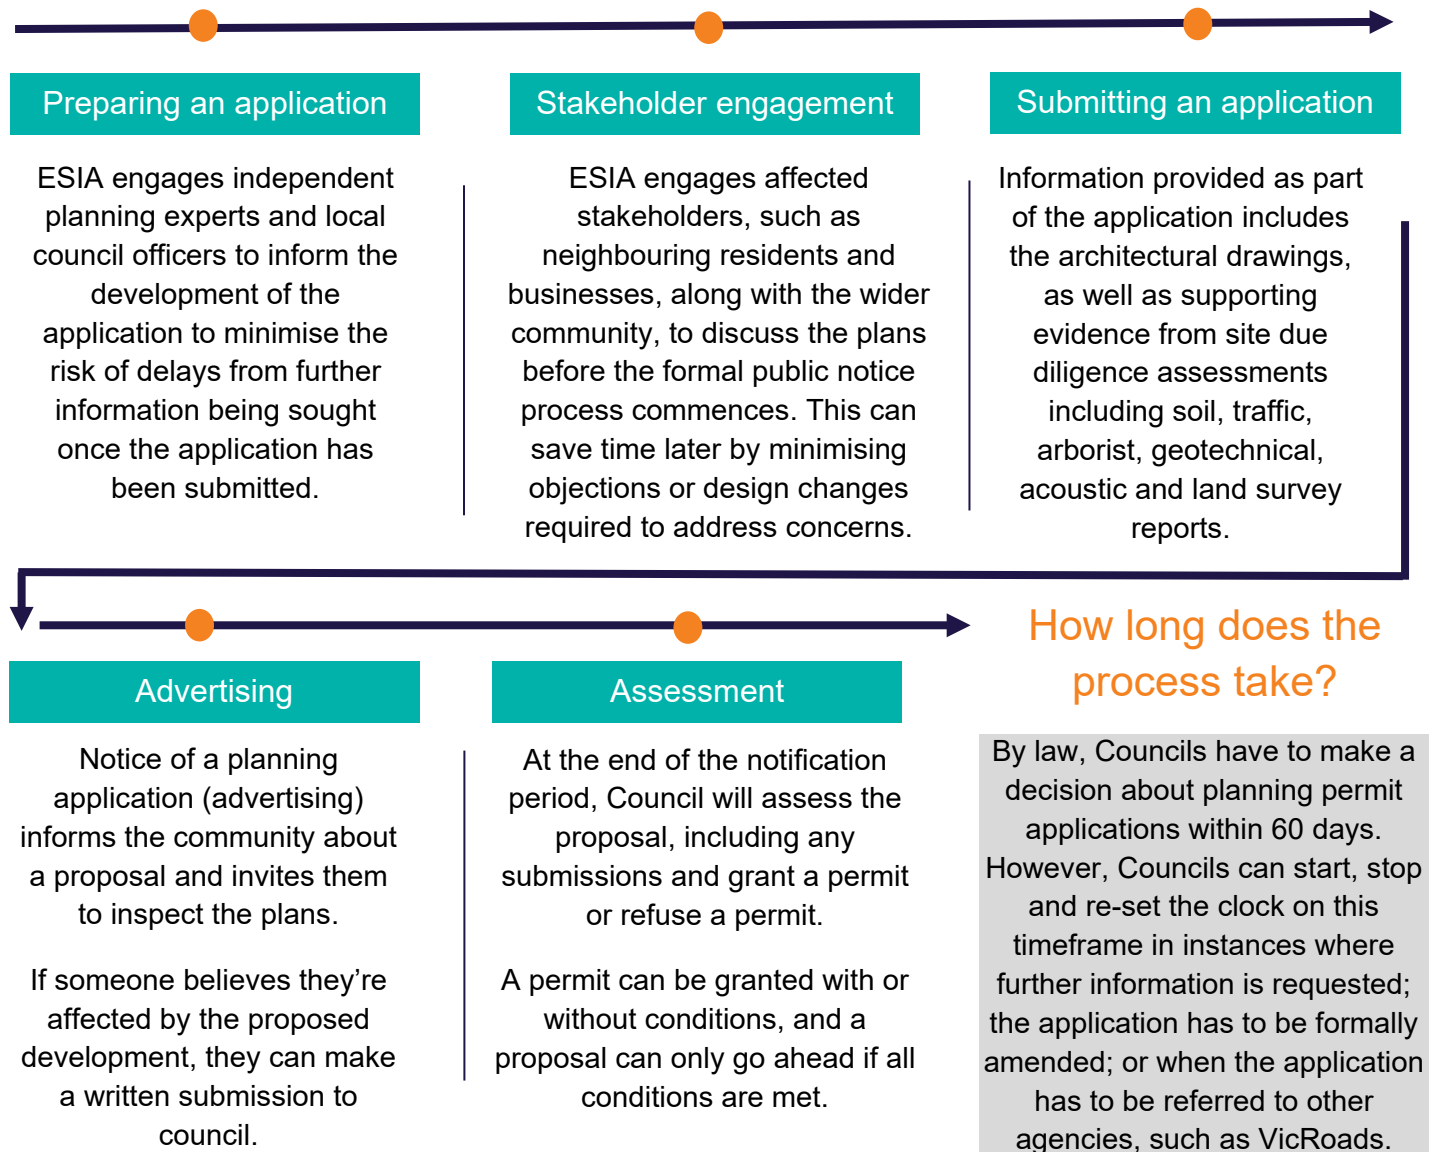 Preparing an application
ESIA engages independent
planning experts and local
council officers to inform the
development of the
application to minimise the
risk of delays from further
information being sought
once the application has
been submitted.
Stakeholder engagement
ESIA engages affected
stakeholders, such as
neighbouring residents and
businesses, along with the wider
community, to discuss the plans
before the formal public notice
process commences. This can
save time later by minimising
objections or design changes
required to address concerns.
Submitting an application
Information provided as part
of the application includes
the architectural drawings,
as well as supporting
evidence from site due
diligence assessments
including soil, traffic,
arborist, geotechnical,
acoustic and land survey
reports.
Advertising
Notice of a planning
application (advertising)
informs the community about
a proposal and invites them
to inspect the plans.
If someone believes they’re
affected by the proposed
development, they can make
a written submission to
council.
Assessment
At the end of the notification
period, Council will assess the
proposal, including any
submissions and grant a permit
or refuse a permit.
A permit can be granted with or
without conditions, and a
proposal can only go ahead if all
conditions are met.
How long does the
process take?
By law, Councils have to make a
decision about planning permit
applications within 60 days.
However, Councils can start, stop
and re-set the clock on this
timeframe in instances where
further information is requested;
the application has to be formally
amended; or when the application
has to be referred to other
agencies, such as VicRoads.